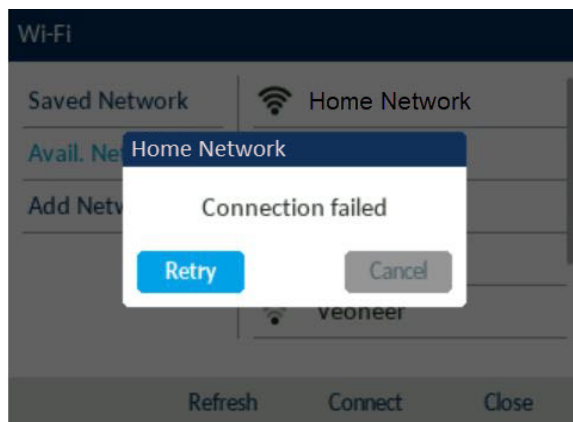 Wi-Fi
Saved Network
Home Network
Avail. Ne
Home Network
Add Netv
Connection failed
Retry
Cancel
Veoneer
Refresh Connect Close